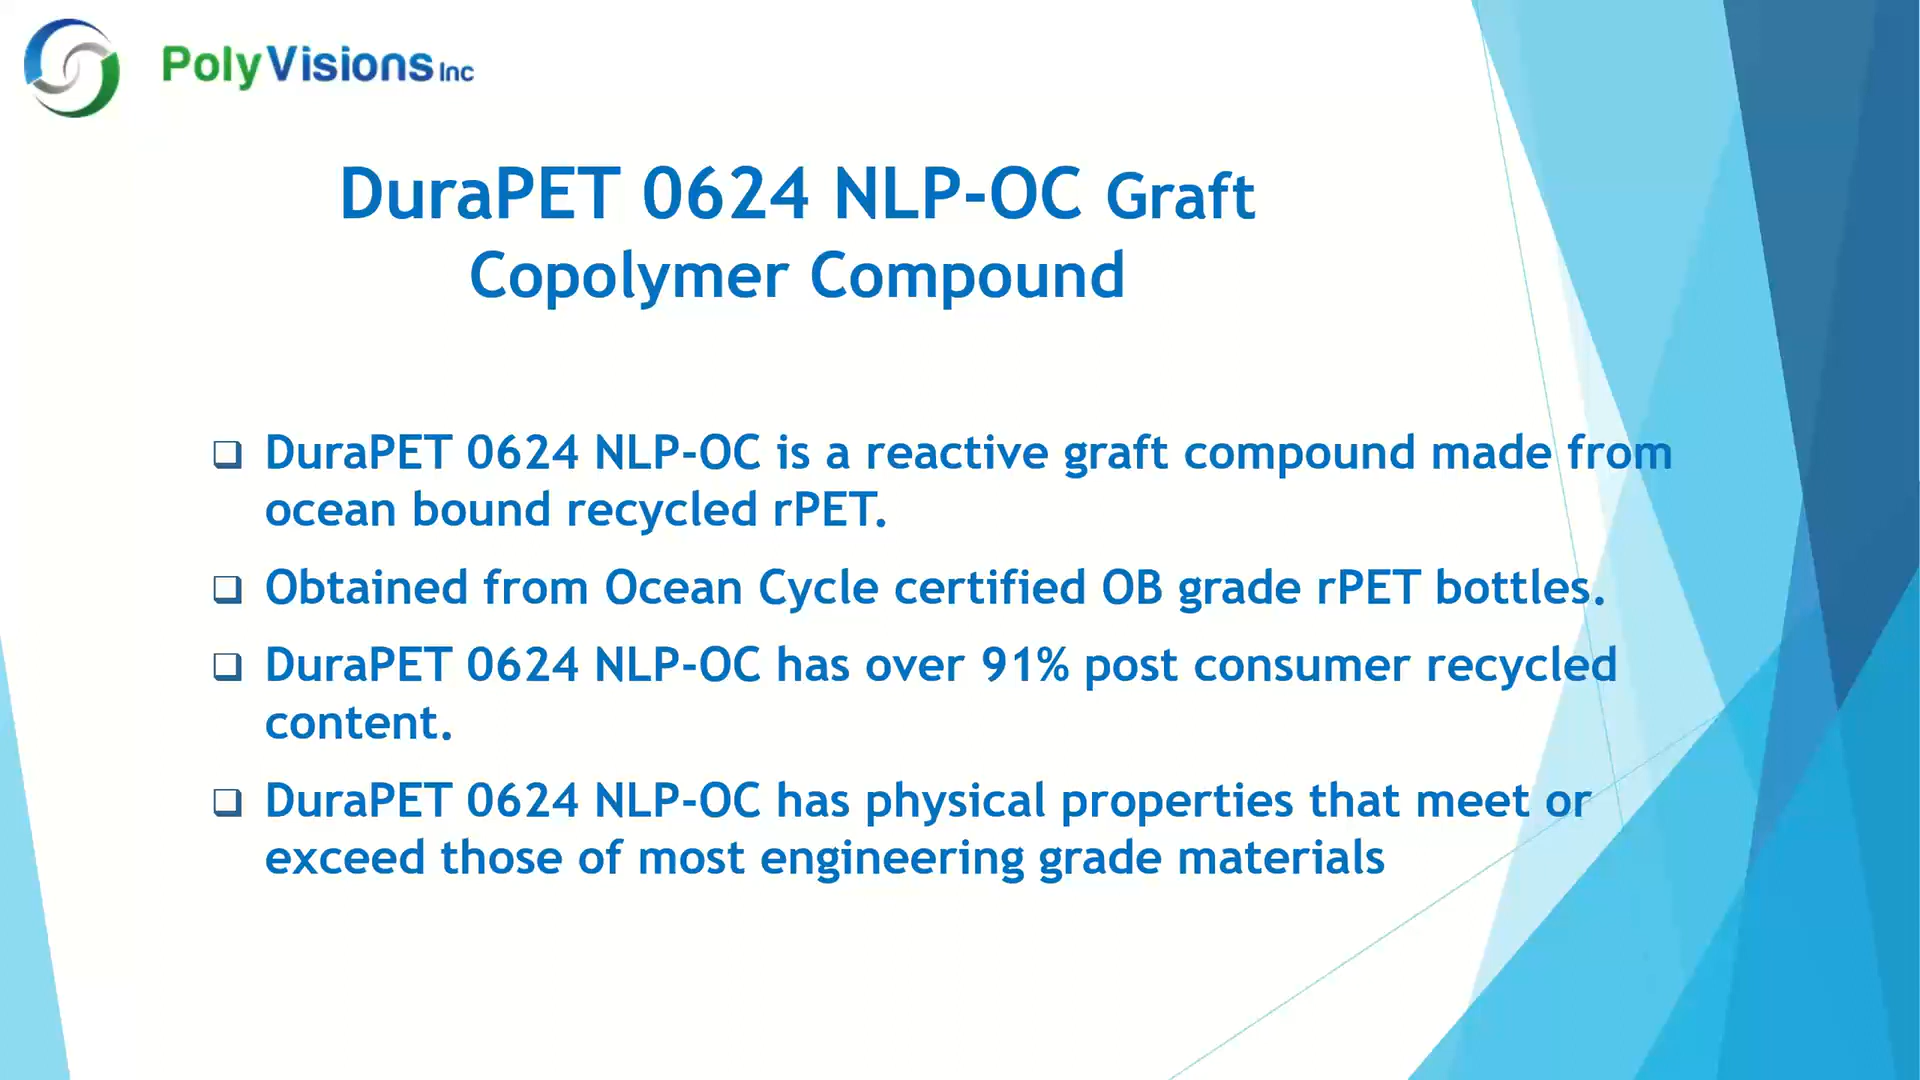 PolyVisions Inc
DuraPET 0624 NLP-OC Graft
Copolymer Compound
❑ DuraPET 0624 NLP-OC is a reactive graft compound made from
ocean bound recycled rPET.
❑ Obtained from Ocean Cycle certified OB grade rPET bottles.
❑ DuraPET 0624 NLP-OC has over 91% post consumer recycled
content.
❑ DuraPET 0624 NLP-OC has physical properties that meet or
exceed those of most engineering grade materials